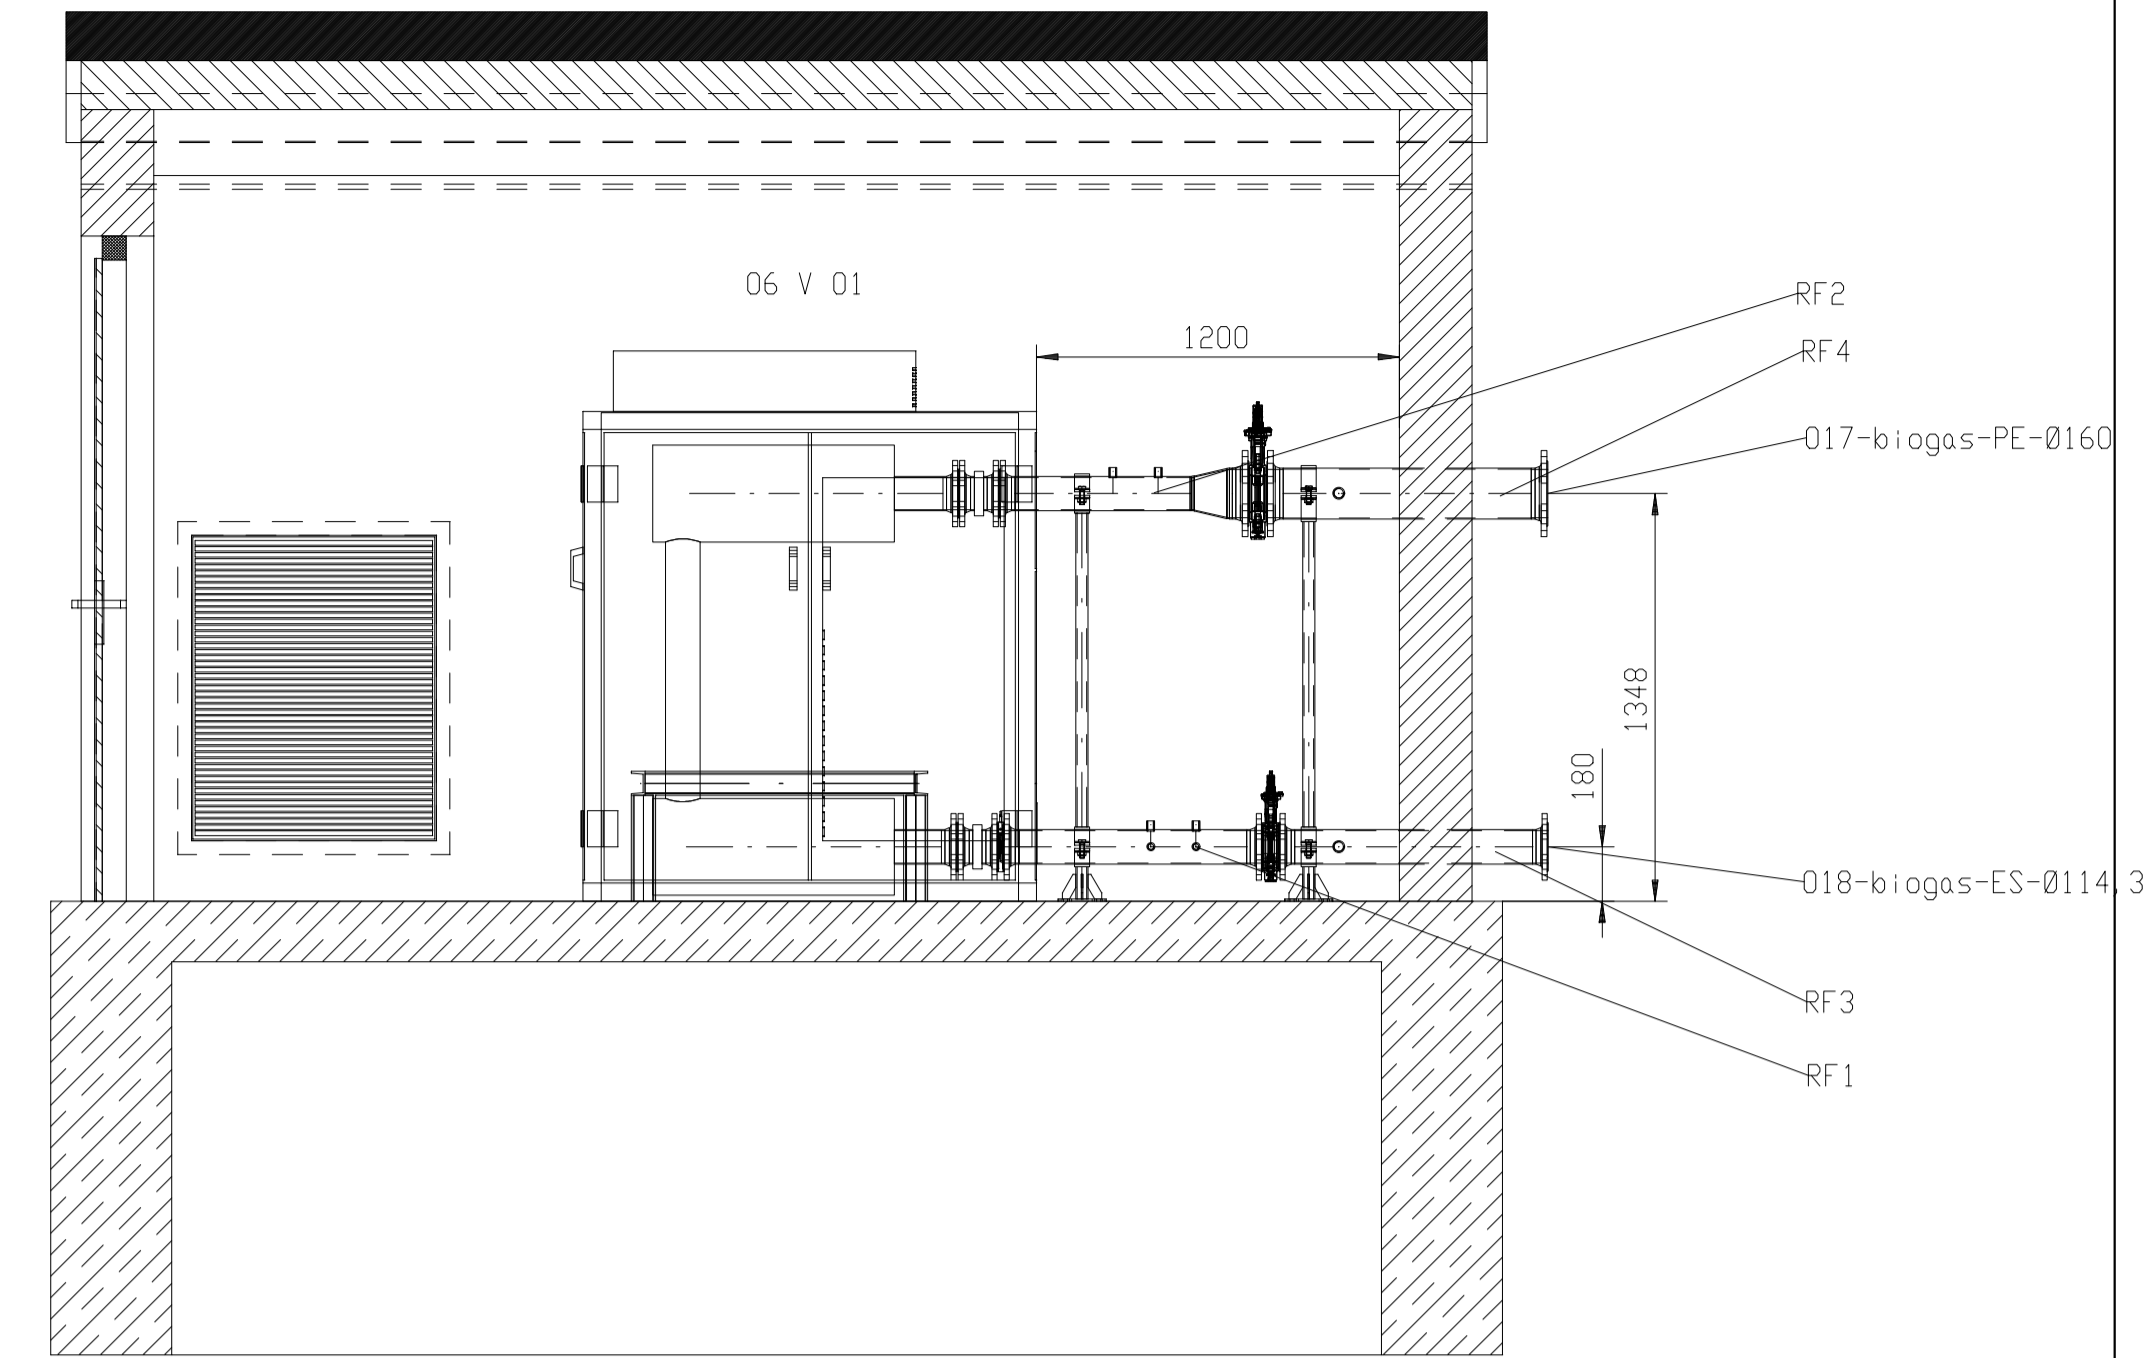 06 V 01
RF2
1200
RF4
017-biogas-PE-Ø160
1348
180
018-biogas-ES-Ø114,3
RF3
RF1